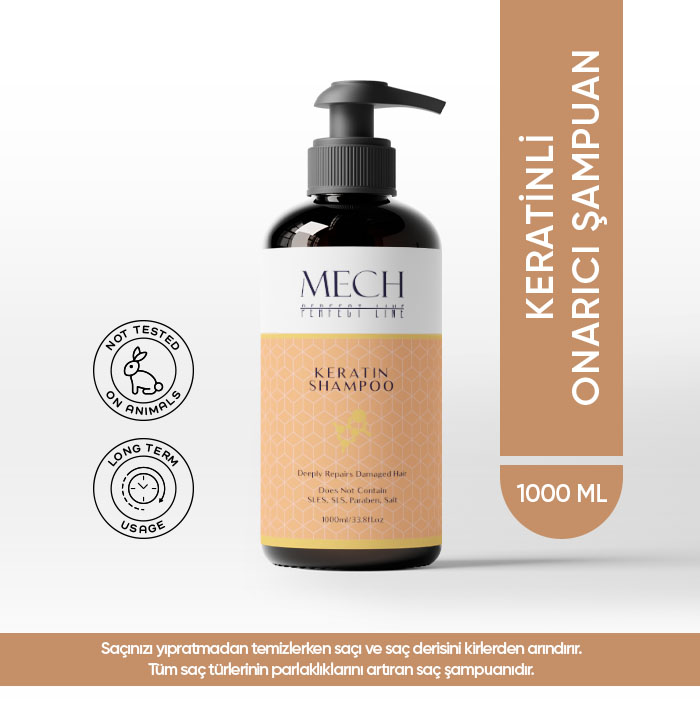 MECH
PERFECT LINE
KERATIN
SHAMPOO
Deeply Repairs Damaged Hair
Does Not Contain
SLES, SLS, Paraben, Salt
1000ml/33.8fl.oz
NOT TESTED
ON ANIMALS
LONG TERM
USAGE
KERATİNLİ
ONARICI ŞAMPUAN
1000 ML
Saçınızı yıpratmadan temizlerken saçı ve saç derisini kirlerden arındırır.
Tüm saç türlerinin parlaklıklarını artıran saç şampuanıdır.